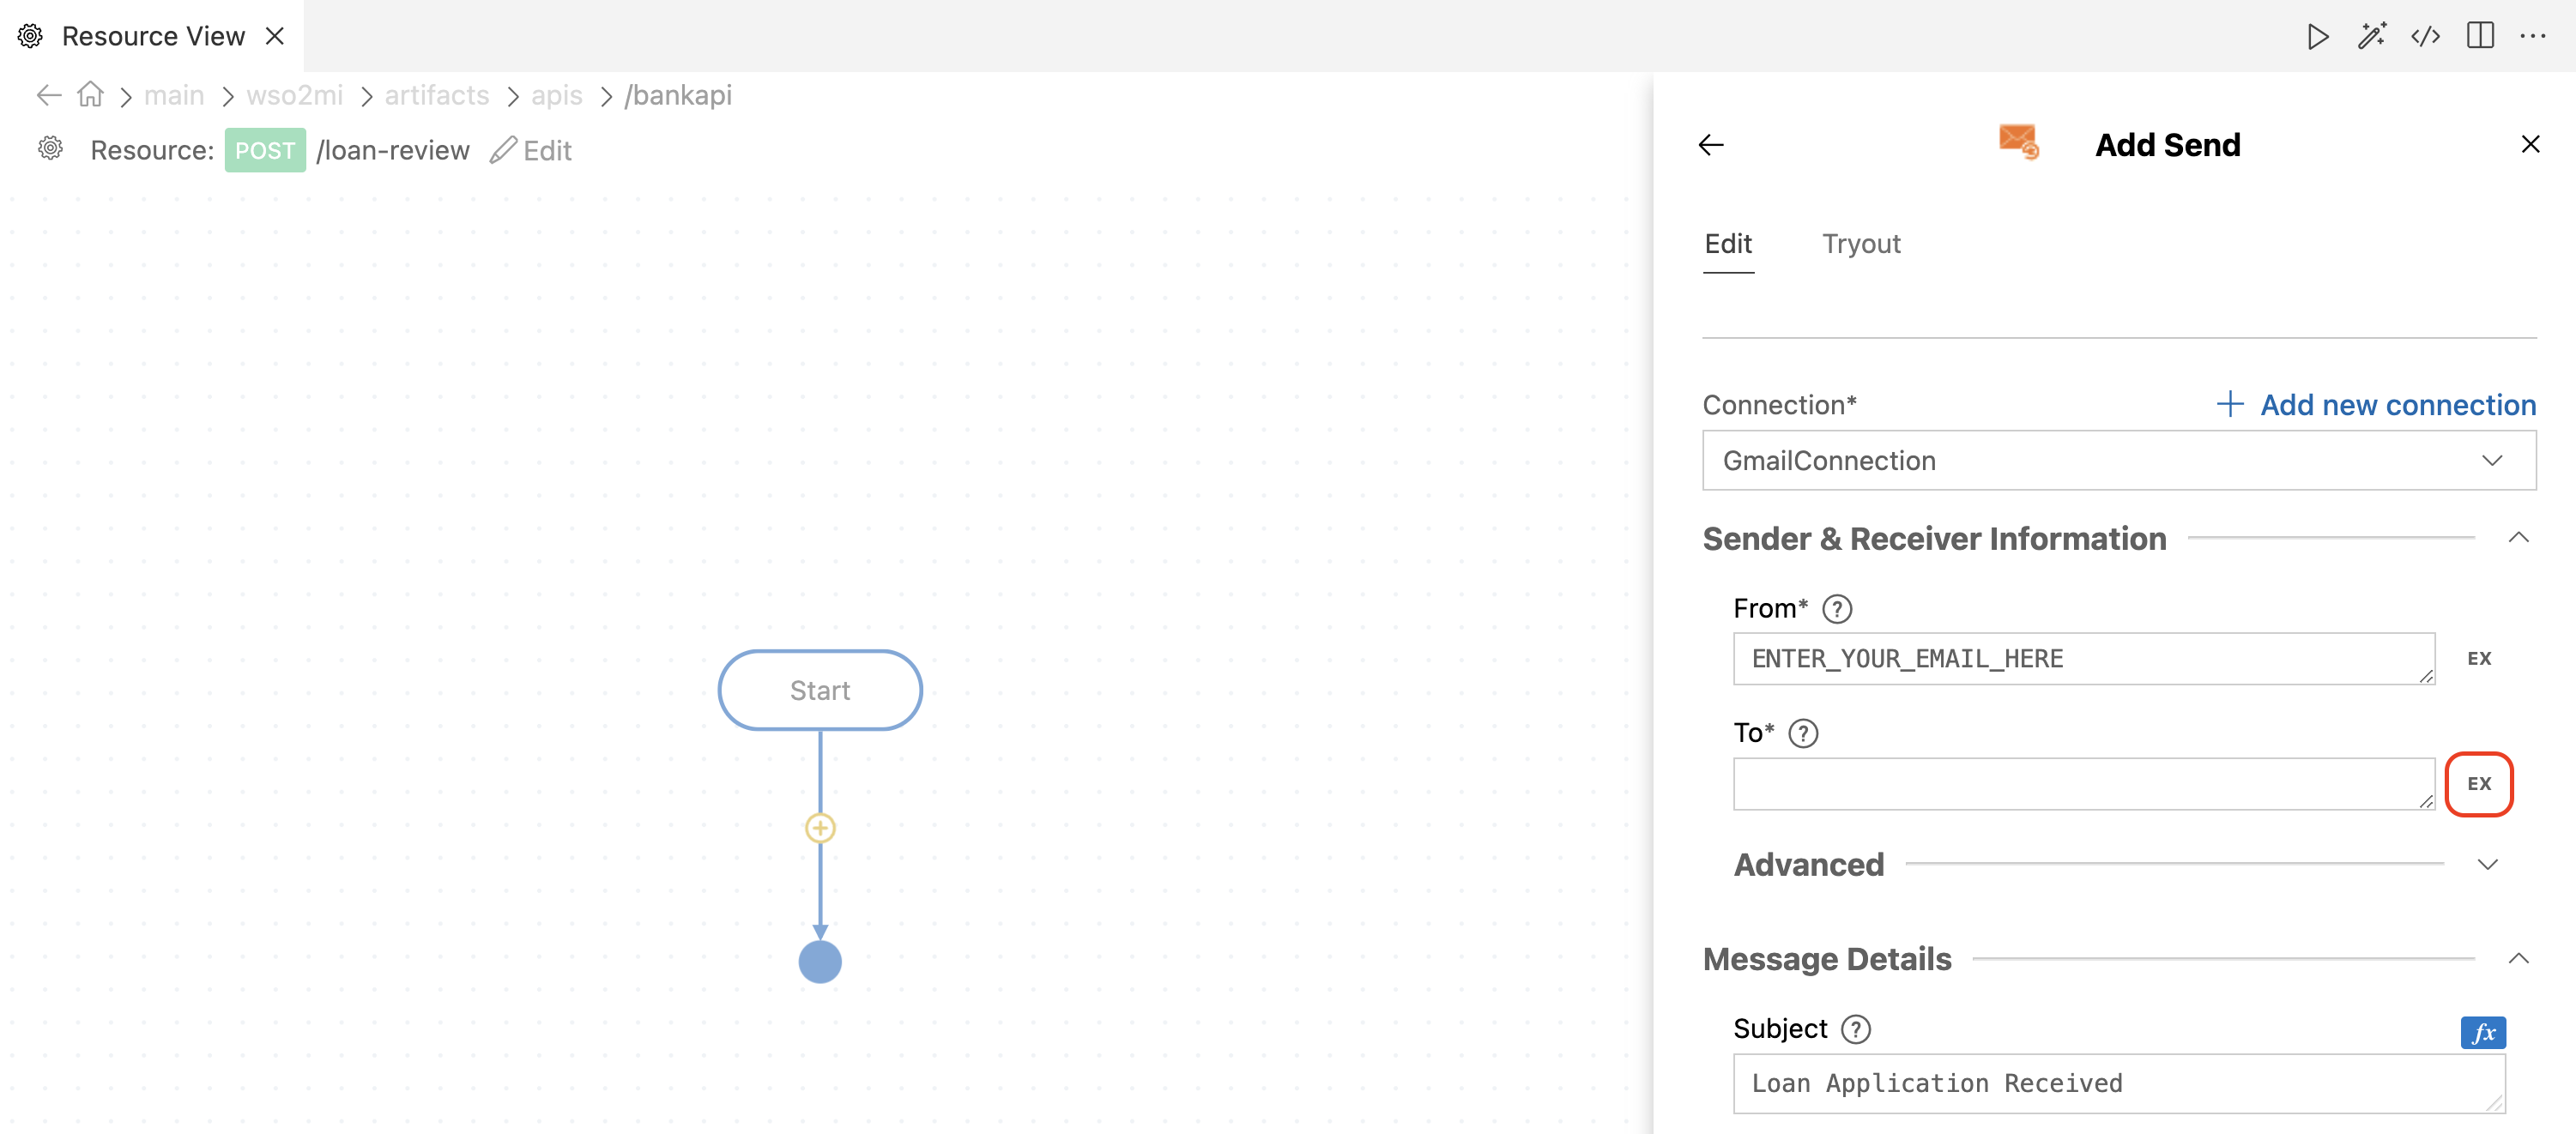 Resource View
main > wso2mi > artifacts > apis > /bankapi
Resource: POST /loan-review Edit
Start
Add Send
Edit Tryout
Connection* + Add new connection
GmailConnection
Sender & Receiver Information
From* ?
ENTER_YOUR_EMAIL_HERE EX
To* ?
EX
Advanced
Message Details
Subject ? fx
Loan Application Received